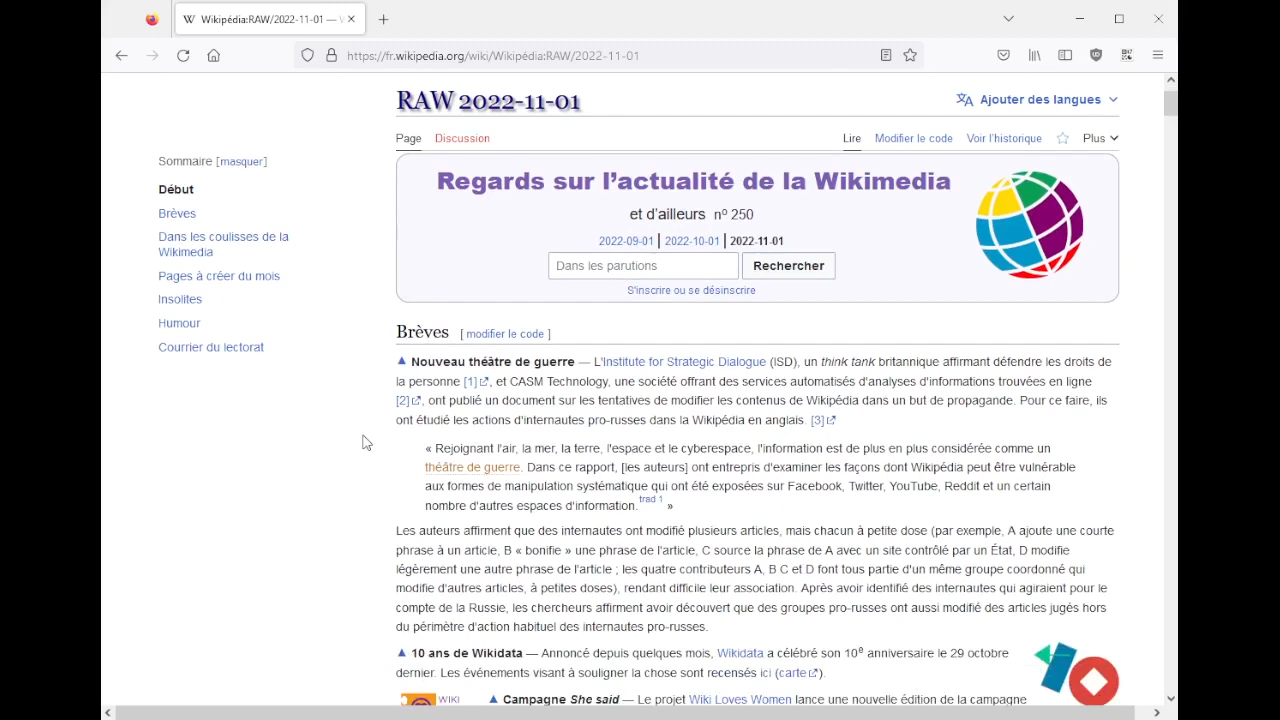 Wikipédia:RAW/2022-11-01 —
https://fr.wikipedia.org/wiki/Wikipédia:RAW/2022-11-01
RAW 2022-11-01
Ajouter des langues
Page Discussion
Lire Modifier le code Voir l'historique Plus
Sommaire [masquer]
Début
Brèves
Dans les coulisses de la
Wikimedia
Pages à créer du mois
Insolites
Humour
Courrier du lectorat
Regards sur l'actualité de la Wikimedia
et d'ailleurs nº 250
2022-09-01 | 2022-10-01 | 2022-11-01
Dans les parutions Rechercher
S'inscrire ou se désinscrire
Brèves [ modifier le code ]
Nouveau théâtre de guerre — L'Institute for Strategic Dialogue (ISD), un think tank britannique affirmant défendre les droits de
la personne [1], et CASM Technology, une société offrant des services automatisés d'analyses d'informations trouvées en ligne
[2], ont publié un document sur les tentatives de modifier les contenus de Wikipédia dans un but de propagande. Pour ce faire, ils
ont étudié les actions d'internautes pro-russes dans la Wikipédia en anglais. [3]
« Rejoignant l'air, la mer, la terre, l'espace et le cyberespace, l'information est de plus en plus considérée comme un
théâtre de guerre. Dans ce rapport, [les auteurs] ont entrepris d'examiner les façons dont Wikipédia peut être vulnérable
aux formes de manipulation systématique qui ont été exposées sur Facebook, Twitter, YouTube, Reddit et un certain
nombre d'autres espaces d'information. trad 1 »
Les auteurs affirment que des internautes ont modifié plusieurs articles, mais chacun à petite dose (par exemple, A ajoute une courte
phrase à un article, B « bonifie » une phrase de l'article, C source la phrase de A avec un site contrôlé par un État, D modifie
légèrement une autre phrase de l'article ; les quatre contributeurs A, B C et D font tous partie d'un même groupe coordonné qui
modifie d'autres articles, à petites doses), rendant difficile leur association. Après avoir identifié des internautes qui agiraient pour le
compte de la Russie, les chercheurs affirment avoir découvert que des groupes pro-russes ont aussi modifié des articles jugés hors
du périmètre d'action habituel des internautes pro-russes.
10 ans de Wikidata — Annoncé depuis quelques mois, Wikidata a célébré son 10e anniversaire le 29 octobre
dernier. Les événements visant à souligner la chose sont recensés ici (carte).
WIKI
Campagne She said — Le projet Wiki Loves Women lance une nouvelle édition de la campagne